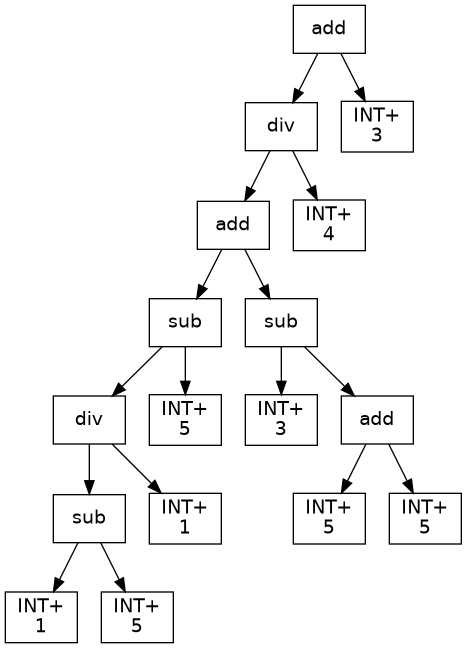 add
div
INT+
3
add
INT+
4
sub
sub
div
INT+
5
INT+
3
add
sub
INT+
1
INT+
5
INT+
5
INT+
1
INT+
5